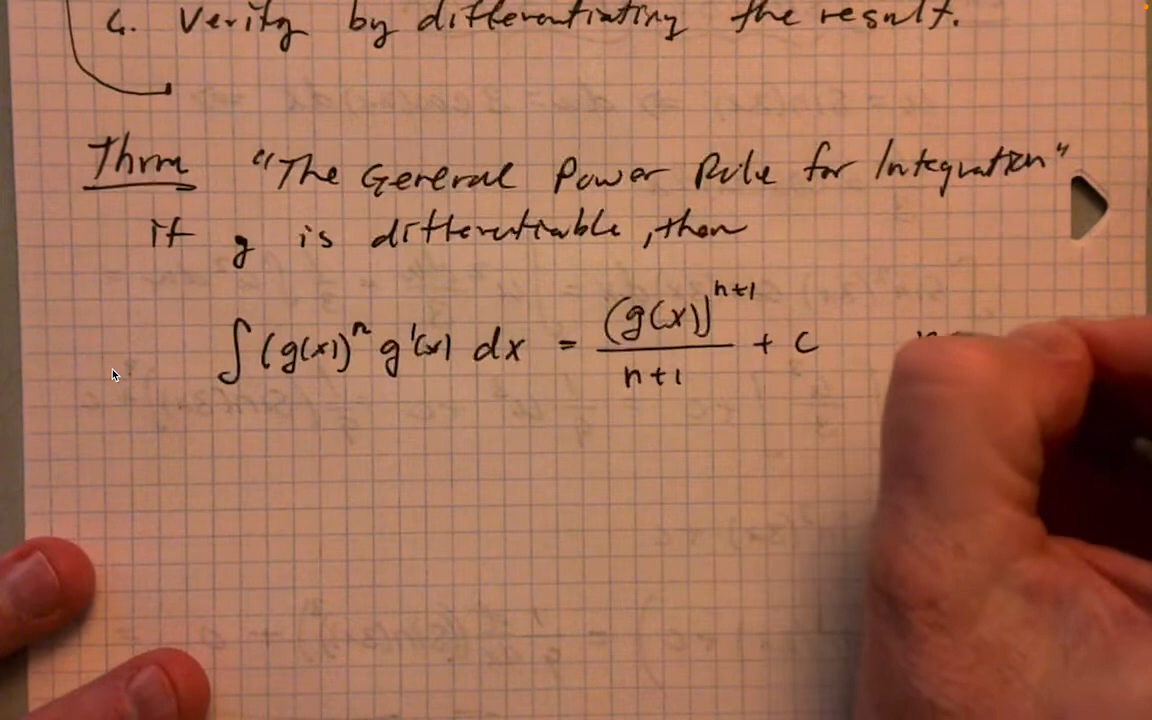 4. Verify by differentiating the result.
Thrm "The General Power Rule for Integration"
if g is differentiable, then
∫ (g(x))^n g'(x) dx = (g(x))^{n+1} / n+1 + C